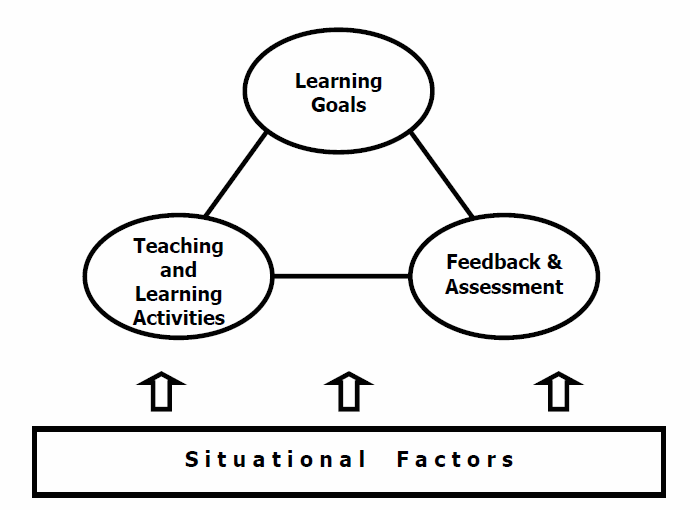 Learning
Goals
Teaching
and
Learning
Activities
Feedback &
Assessment
Situational Factors